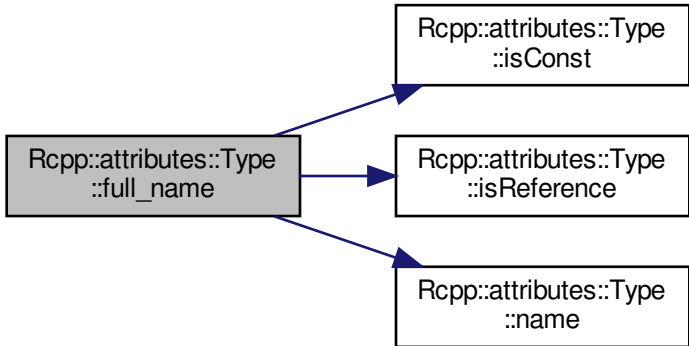 Rcpp::attributes::Type
::full_name
Rcpp::attributes::Type
::isConst
Rcpp::attributes::Type
::isReference
Rcpp::attributes::Type
::name